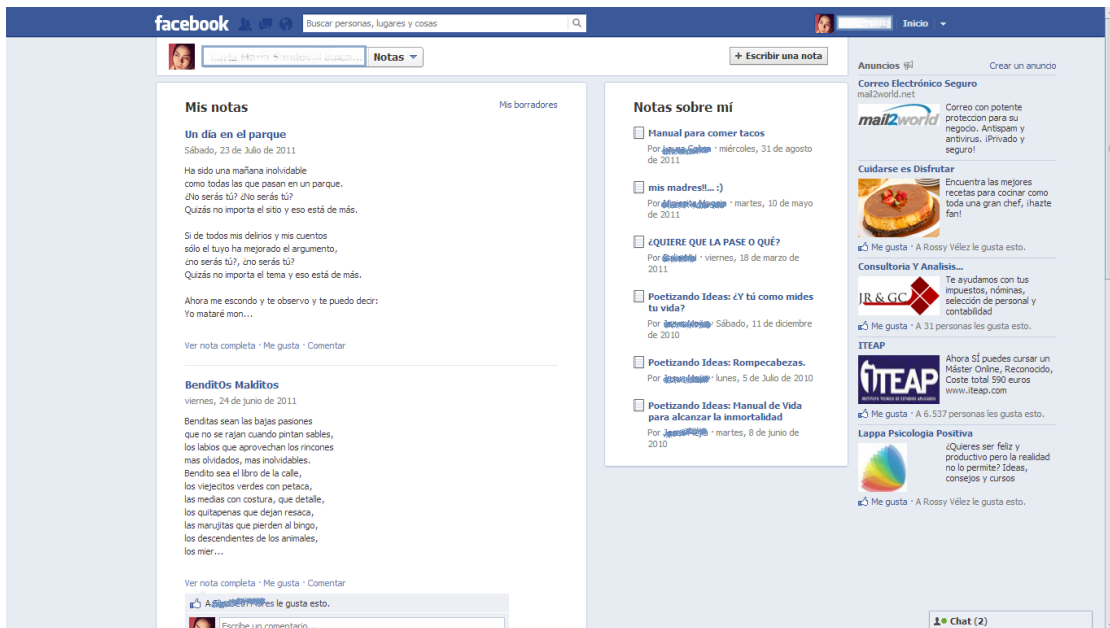 facebook
Buscar personas, lugares y cosas
Inicio
Notas
+ Escribir una nota
Mis notas
Mis borradores
Un día en el parque
Sábado, 23 de Julio de 2011
Ha sido una mañana inolvidable
como todas las que pasan en un parque.
¿No serás tú? ¿No serás tú?
Quizás no importa el sitio y eso está de más.
Si de todos mis delirios y mis cuentos
sólo el tuyo ha mejorado el argumento,
¿no serás tú?, ¿no serás tú?
Quizás no importa el tema y eso está de más.
Ahora me escondo y te observo y te puedo decir:
Yo mataré mon...
Ver nota completa · Me gusta · Comentar
BenditOs Malditos
viernes, 24 de junio de 2011
Benditas sean las bajas pasiones
que no se rajan cuando pintan sables,
los labios que aprovechan los rincones
mas olvidados, mas inolvidables.
Bendito sea el libro de la calle,
los viejecitos verdes con petaca,
las medias con costura, que detalle,
los quitapenas que dejan resaca,
las marujitas que pierden al bingo,
los descendientes de los animales,
los mier...
Ver nota completa · Me gusta · Comentar
A le gusta esto.
Escribe un comentario...
Notas sobre mí
Manual para comer tacos
Por · miércoles, 31 de agosto
de 2011
mis madres!!... :)
Por · martes, 10 de mayo
de 2011
¿QUIERE QUE LA PASE O QUÉ?
Por · viernes, 18 de marzo de
2011
Poetizando Ideas: ¿Y tú como mides
tu vida?
Por · Sábado, 11 de diciembre
de 2010
Poetizando Ideas: Rompecabezas.
Por · lunes, 5 de Julio de 2010
Poetizando Ideas: Manual de Vida
para alcanzar la inmortalidad
Por · martes, 8 de junio de
2010
Anuncios
Crear un anuncio
Correo Electrónico Seguro
mail2world.net
mail2world
Correo con potente
proteccion para su
negocio. Antispam y
antivirus. ¡Privado y
seguro!
Cuidarse es Disfrutar
Encuentra las mejores
recetas para cocinar como
toda una gran chef, ¡hazte
fan!
Me gusta · A Rossy Vélez le gusta esto.
Consultoria Y Analisis...
JR & GC
Te ayudamos con tus
impuestos, nóminas,
selección de personal y
contabilidad
Me gusta · A 31 personas les gusta esto.
ITEAP
ITEAP
INSTITUTO TECNICO DE ESTUDIOS APLICADOS
Ahora SÍ puedes cursar un
Máster Online, Reconocido,
Coste total 590 euros
www.iteap.com
Me gusta · A 6.537 personas les gusta esto.
Lappa Psicologia Positiva
¿Quieres ser feliz y
productivo pero la realidad
no lo permite? Ideas,
consejos y cursos
Me gusta · A Rossy Vélez le gusta esto.
Chat (2)